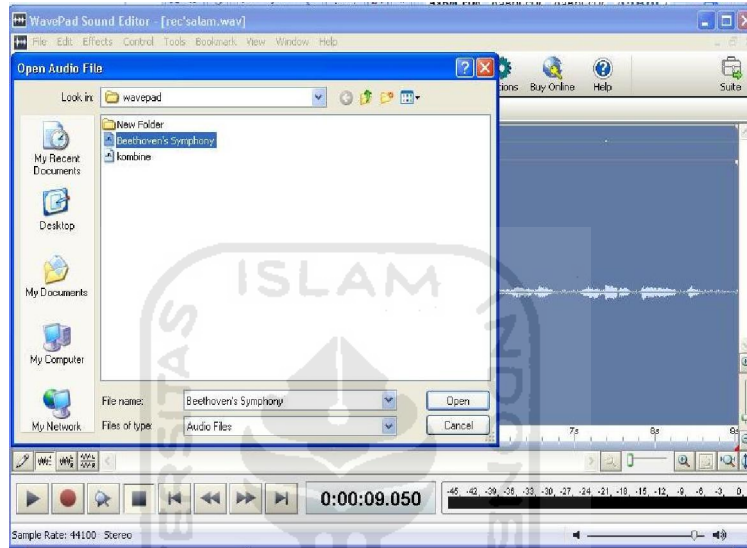 WavePad Sound Editor - [rec'salam.wav]
File Edit Effects Control Tools Bookmark View Window Help
Open Audio File
Buy Online Help Suite
Look in: wavepad
New Folder
Beethoven's Symphony
kombine
My Recent
Documents
Desktop
My Documents
My Computer
My Network
File name: Beethoven's Symphony Open
Files of type: Audio Files Cancel
ISLAM
7s 8s 9s
0:00:09.050
-45 -42 -39 -36 -33 -30 -27 -24 -21 -18 -15 -12 -9 -6 -3 0
Sample Rate: 44100 Stereo